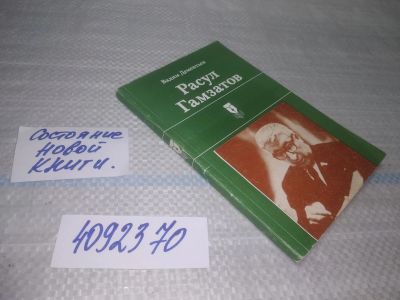 Вадим Дементьев
Расул
Гамзатов
Состояние
новой
книги.
4092370